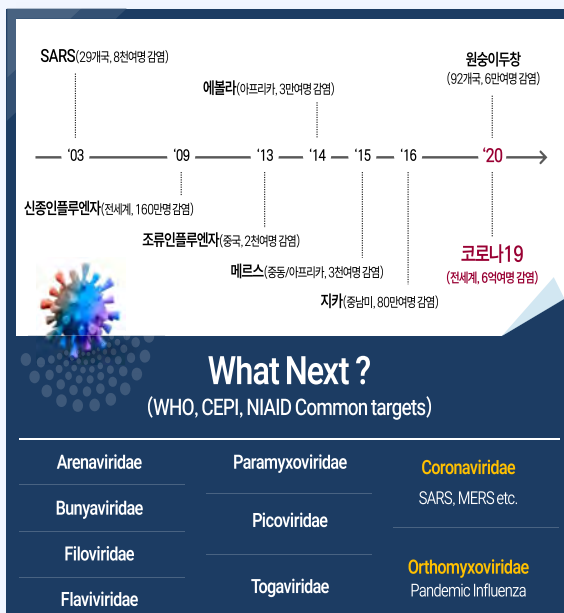 SARS(29개국, 8천여명 감염)
원숭이두창
(92개국, 6만여명 감염)
에볼라(아프리카, 3만여명 감염)
‘03 ‘09 ‘13 ‘14 ‘15 ‘16 ‘20
신종인플루엔자(전세계, 160만명 감염)
조류인플루엔자(중국, 2천여명 감염)
메르스(중동/아프리카, 3천여명 감염)
지카(중남미, 80만여명 감염)
코로나19
(전세계, 6억여명 감염)
What Next ?
(WHO, CEPI, NIAID Common targets)
Arenaviridae
Bunyaviridae
Filoviridae
Flaviridae
Paramyxoviridae
Picoviridae
Togaviridae
Coronaviridae
SARS, MERS etc.
Orthomyxoviridae
Pandemic Influenza